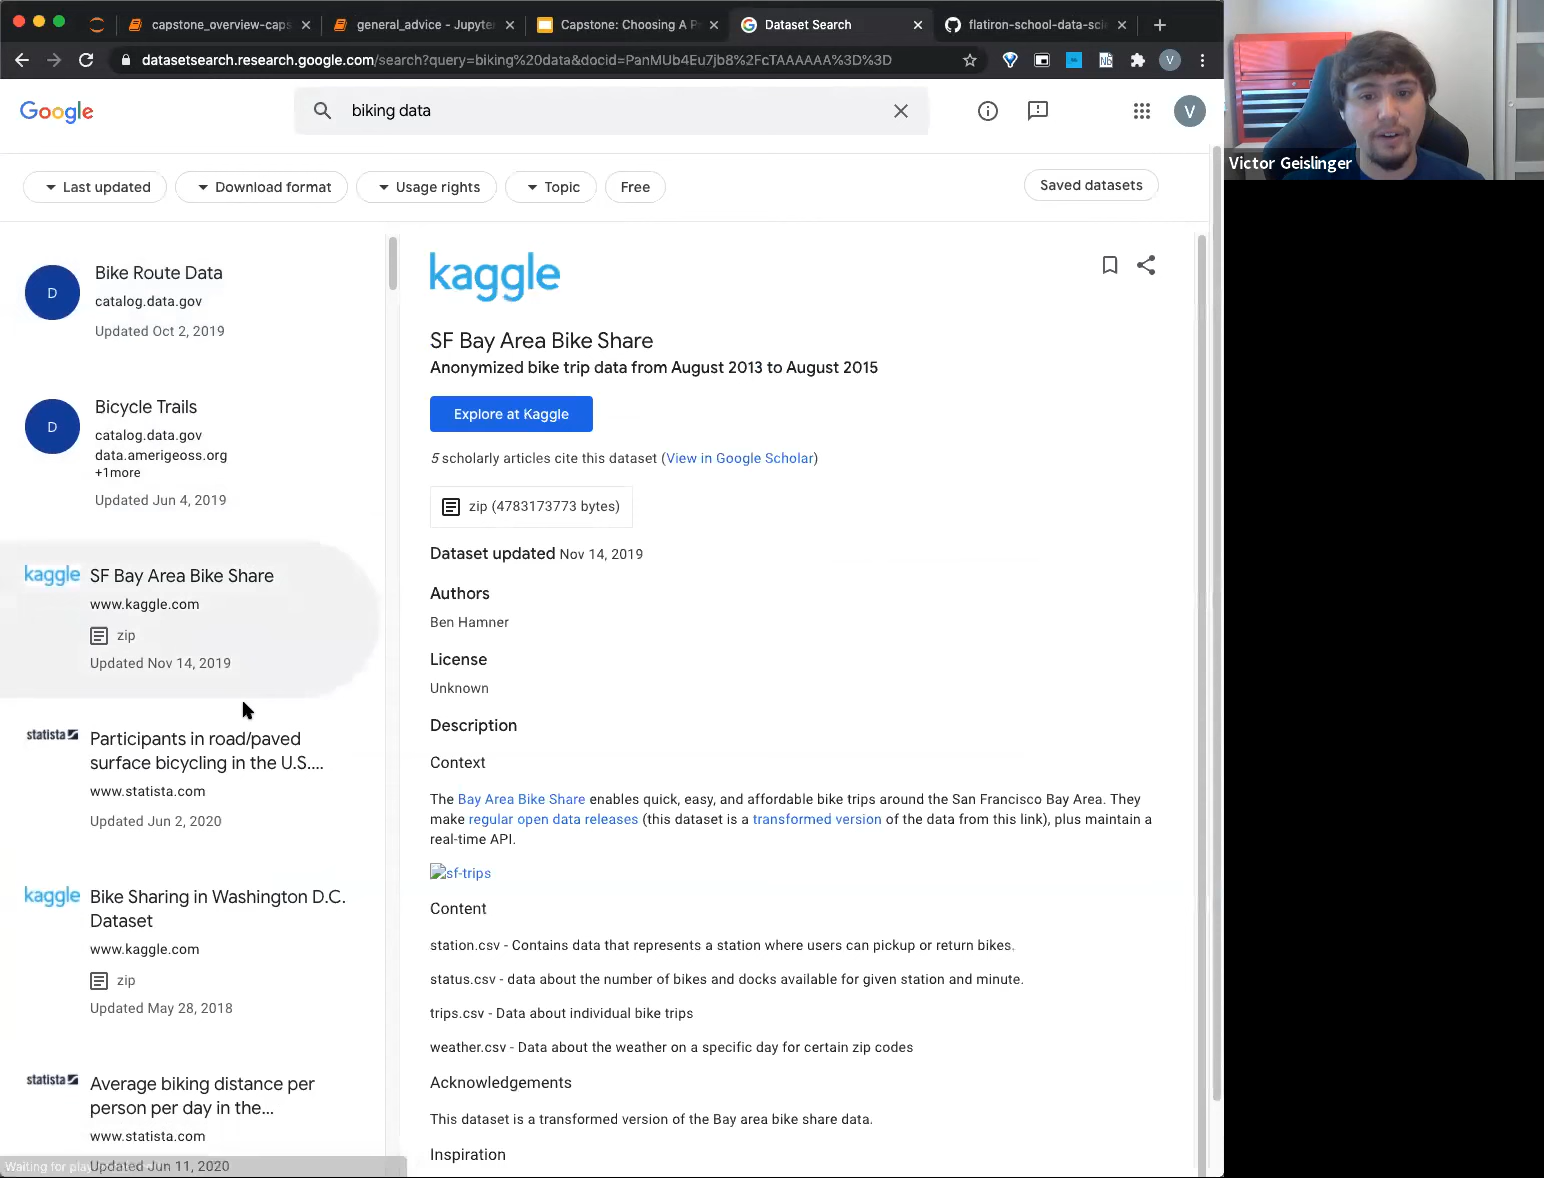 capstone_overview-caps
general_advice - Jupyte
Capstone: Choosing A P
Dataset Search
flatiron-school-data-sci
datasetsearch.research.google.com/search?query=biking%20data&docid=PanMUb4Eu7jb8%2FcTAAAAAA%3D%3D
V
Google
biking data
V
Last updated
Download format
Usage rights
Topic
Free
Saved datasets
D
Bike Route Data
catalog.data.gov
Updated Oct 2, 2019
D
Bicycle Trails
catalog.data.gov
data.amerigeoss.org
+1more
Updated Jun 4, 2019
kaggle
SF Bay Area Bike Share
www.kaggle.com
zip
Updated Nov 14, 2019
statista
Participants in road/paved
surface bicycling in the U.S....
www.statista.com
Updated Jun 2, 2020
kaggle
Bike Sharing in Washington D.C.
Dataset
www.kaggle.com
zip
Updated May 28, 2018
statista
Average biking distance per
person per day in the...
www.statista.com
Updated Jun 11, 2020
Waiting for play
kaggle
SF Bay Area Bike Share
Anonymized bike trip data from August 2013 to August 2015
Explore at Kaggle
5 scholarly articles cite this dataset (View in Google Scholar)
zip (4783173773 bytes)
Dataset updated Nov 14, 2019
Authors
Ben Hamner
License
Unknown
Description
Context
The Bay Area Bike Share enables quick, easy, and affordable bike trips around the San Francisco Bay Area. They
make regular open data releases (this dataset is a transformed version of the data from this link), plus maintain a
real-time API.
sf-trips
Content
station.csv - Contains data that represents a station where users can pickup or return bikes.
status.csv - data about the number of bikes and docks available for given station and minute.
trips.csv - Data about individual bike trips
weather.csv - Data about the weather on a specific day for certain zip codes
Acknowledgements
This dataset is a transformed version of the Bay area bike share data.
Inspiration
Victor Geislinger